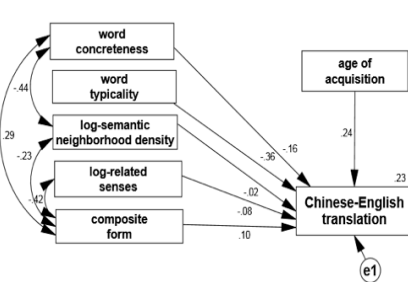 word
concreteness
age of
acquisition
word
typicality
-.44
.29
log-semantic
neighborhood density
.24
-.36
-.16
-.23
log-related
senses
-.02
.23
-.42
-.08
Chinese-English
translation
composite
form
.10
e1